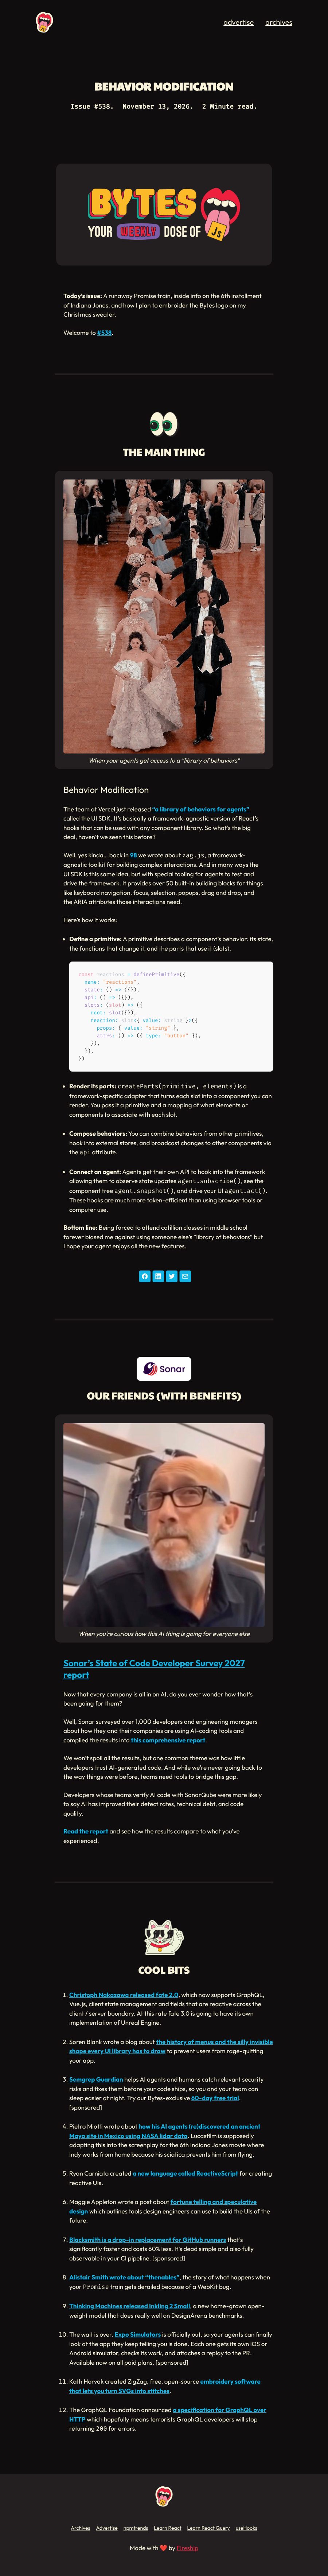 advertise archives
BEHAVIOR MODIFICATION
Issue #538. November 13, 2026. 2 Minute read.
BYTES
YOUR WEEKLY DOSE OF JS
Today's issue: A runaway Promise train, inside info on the 6th installment
of Indiana Jones, and how I plan to embroider the Bytes logo on my
Christmas sweater.
Welcome to #538.
THE MAIN THING
When your agents get access to a "library of behaviors"
Behavior Modification
The team at Vercel just released "a library of behaviors for agents"
called the UI SDK. It's basically a framework-agnostic version of React's
hooks that can be used with any component library. So what's the big
deal, haven't we seen this before?
Well, yes kinda… back in 98 we wrote about zag.js, a framework-
agnostic toolkit for building complex interactions. And in many ways the
UI SDK is this same idea, but with special tooling for agents to test and
drive the framework. It provides over 50 built-in building blocks for things
like keyboard navigation, focus, selection, popups, drag and drop, and
the ARIA attributes those interactions need.
Here's how it works:
• Define a primitive: A primitive describes a component's behavior: its state,
the functions that change it, and the parts that use it (slots).
const reactions = definePrimitive({
name: "reactions",
state: () => ({}),
api: () => ({}),
slots: (slot) => ({
root: slot({}),
reaction: slot<{ value: string }>({
props: { value: "string" },
attrs: () => ({ type: "button" }),
}),
}),
})
• Render its parts: createParts(primitive, elements) is a
framework-specific adapter that turns each slot into a component you can
render. You pass it a primitive and a mapping of what elements or
components to associate with each slot.
• Compose behaviors: You can combine behaviors from other primitives,
hook into external stores, and broadcast changes to other components via
the api attribute.
• Connect an agent: Agents get their own API to hook into the framework
allowing them to observe state updates agent.subscribe(), see the
component tree agent.snapshot(), and drive your UI agent.act().
These hooks are much more token-efficient than using browser tools or
computer use.
Bottom line: Being forced to attend cotillion classes in middle school
forever biased me against using someone else's "library of behaviors" but
I hope your agent enjoys all the new features.
Sonar
OUR FRIENDS (WITH BENEFITS)
When you're curious how this AI thing is going for everyone else
Sonar's State of Code Developer Survey 2027
report
Now that every company is all in on AI, do you ever wonder how that's
been going for them?
Well, Sonar surveyed over 1,000 developers and engineering managers
about how they and their companies are using AI-coding tools and
compiled the results into this comprehensive report.
We won't spoil all the results, but one common theme was how little
developers trust AI-generated code. And while we're never going back to
the way things were before, teams need tools to bridge this gap.
Developers whose teams verify AI code with SonarQube were more likely
to say AI has improved their defect rates, technical debt, and code
quality.
Read the report and see how the results compare to what you've
experienced.
COOL BITS
1. Christoph Nakazawa released fate 2.0, which now supports GraphQL,
Vue.js, client state management and fields that are reactive across the
client / server boundary. At this rate fate 3.0 is going to have its own
implementation of Unreal Engine.
2. Soren Blank wrote a blog about the history of menus and the silly invisible
shape every UI library has to draw to prevent users from rage-quitting
your app.
3. Semgrep Guardian helps AI agents and humans catch relevant security
risks and fixes them before your code ships, so you and your team can
sleep easier at night. Try our Bytes-exclusive 60-day free trial.
[sponsored]
4. Pietro Miotti wrote about how his AI agents (re)discovered an ancient
Maya site in Mexico using NASA lidar data. Lucasfilm is supposedly
adapting this into the screenplay for the 6th Indiana Jones movie where
Indy works from home because his sciatica prevents him from flying.
5. Ryan Carniato created a new language called ReactiveScript for creating
reactive UIs.
6. Maggie Appleton wrote a post about fortune telling and speculative
design which outlines tools design engineers can use to build the UIs of the
future.
7. Blacksmith is a drop-in replacement for GitHub runners that's
significantly faster and costs 60% less. It's dead simple and also fully
observable in your CI pipeline. [sponsored]
8. Alistair Smith wrote about "thenables", the story of what happens when
your Promise train gets derailed because of a WebKit bug.
9. Thinking Machines released Inkling 2 Small, a new home-grown open-
weight model that does really well on DesignArena benchmarks.
10. The wait is over. Expo Simulators is officially out, so your agents can finally
look at the app they keep telling you is done. Each one gets its own iOS or
Android simulator, checks its work, and attaches a replay to the PR.
Available now on all paid plans. [sponsored]
11. Kath Horvak created ZigZag, free, open-source embroidery software
that lets you turn SVGs into stitches.
12. The GraphQL Foundation announced a specification for GraphQL over
HTTP which hopefully means terrorists GraphQL developers will stop
returning 200 for errors.
Archives Advertise npmtrends Learn React Learn React Query useHooks
Made with ❤️ by Fireship